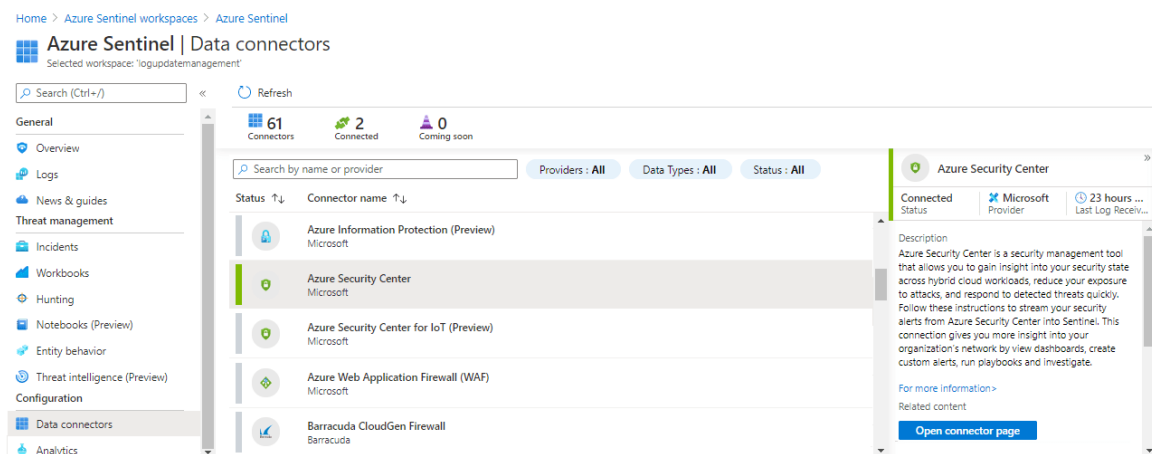 Home > Azure Sentinel workspaces > Azure Sentinel
Azure Sentinel | Data connectors
Selected workspace: 'logupdatemanagement'
Search (Ctrl+/)
«
Refresh
General
Overview
Logs
News & guides
Threat management
Incidents
Workbooks
Hunting
Notebooks (Preview)
Entity behavior
Threat intelligence (Preview)
Configuration
Data connectors
Analytics
61
Connectors
2
Connected
0
Coming soon
Search by name or provider
Providers : All
Data Types : All
Status : All
Status ↑↓
Connector name ↑↓
Azure Information Protection (Preview)
Microsoft
Azure Security Center
Microsoft
Azure Security Center for IoT (Preview)
Microsoft
Azure Web Application Firewall (WAF)
Microsoft
Barracuda CloudGen Firewall
Barracuda
»
Azure Security Center
Connected
Status
Microsoft
Provider
23 hours ...
Last Log Receiv...
Description
Azure Security Center is a security management tool
that allows you to gain insight into your security state
across hybrid cloud workloads, reduce your exposure
to attacks, and respond to detected threats quickly.
Follow these instructions to stream your security
alerts from Azure Security Center into Sentinel. This
connection gives you more insight into your
organization's network by view dashboards, create
custom alerts, run playbooks and investigate.
For more information>
Related content
Open connector page